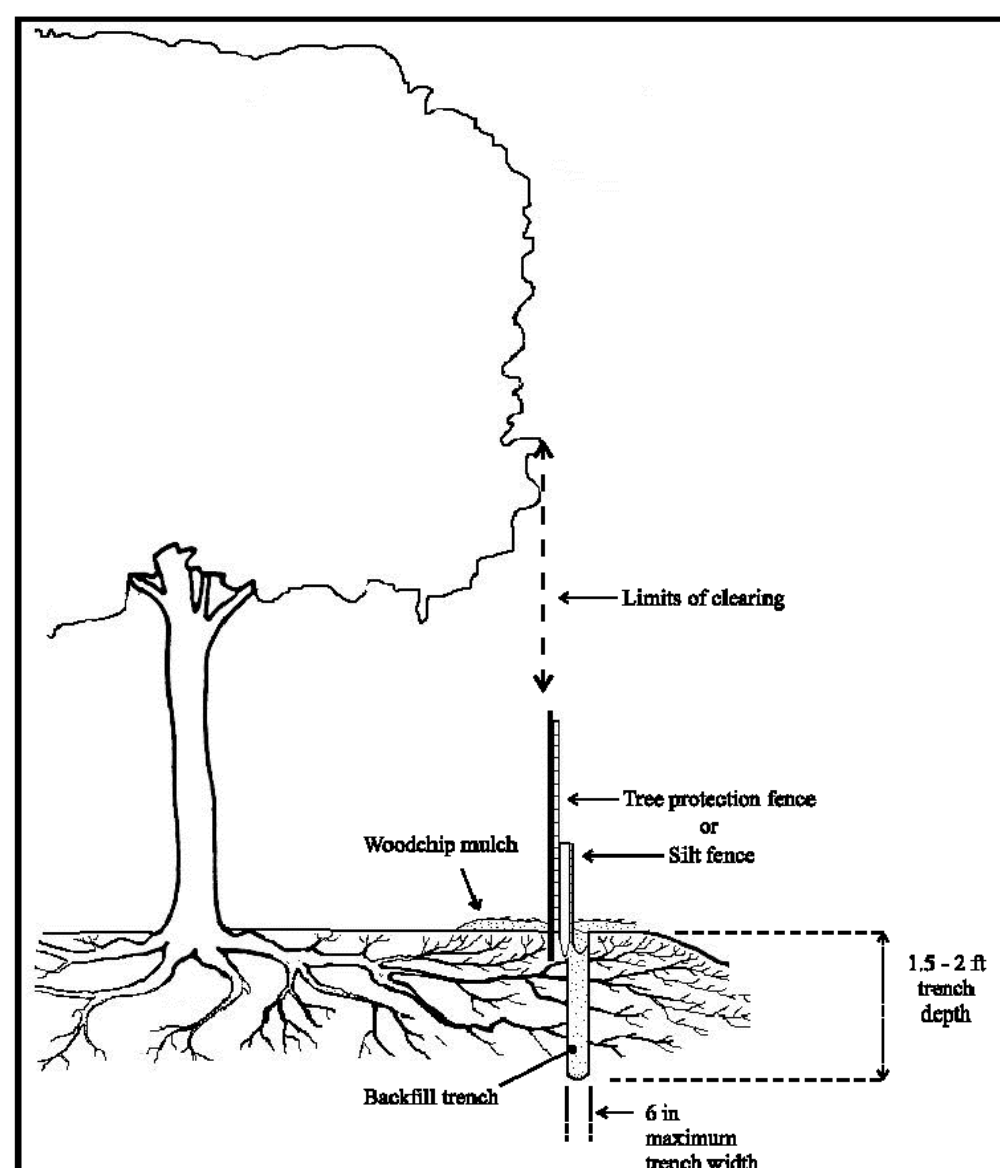 Limits of clearing
Tree protection fence
or
Silt fence
Woodchip mulch
1.5 - 2 ft
trench
depth
Backfill trench
6 in
maximum
trench width